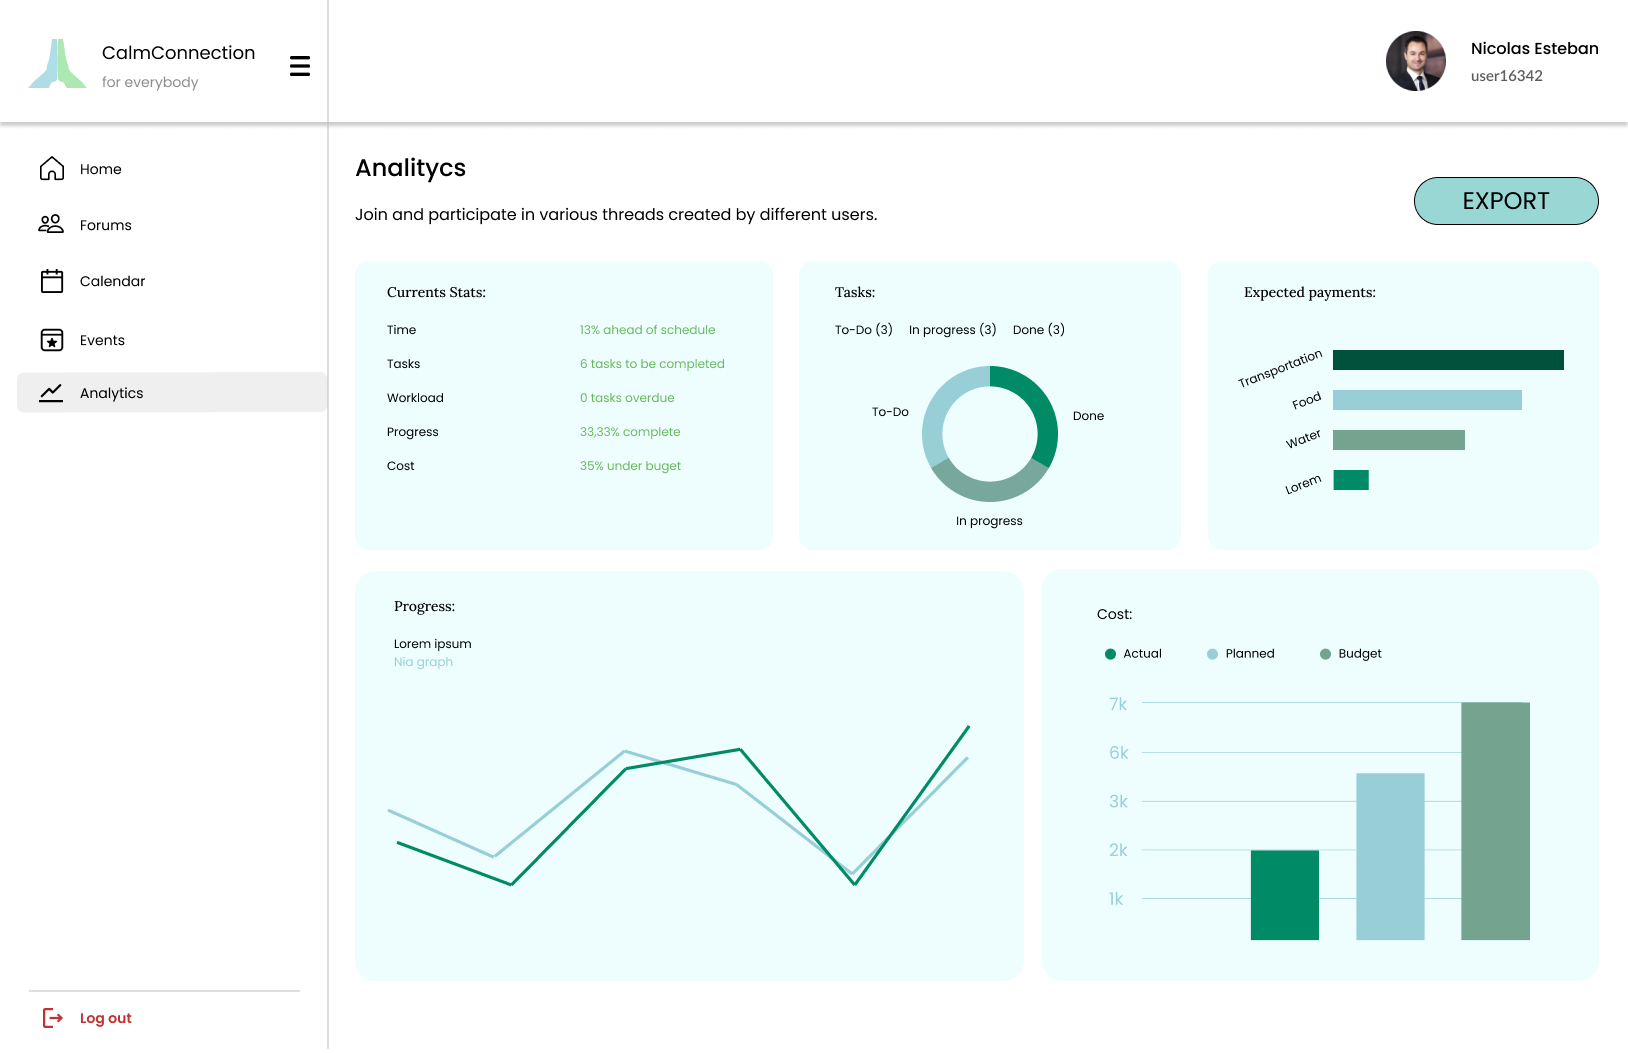 CalmConnection
for everybody
Nicolas Esteban
user16342
Home
Forums
Calendar
Events
Analytics
Log out
Analitycs
Join and participate in various threads created by different users.
EXPORT
Currents Stats:
Time 13% ahead of schedule
Tasks 6 tasks to be completed
Workload 0 tasks overdue
Progress 33,33% complete
Cost 35% under buget
Tasks:
To-Do (3) In progress (3) Done (3)
To-Do
Done
In progress
Expected payments:
Transportation
Food
Water
Lorem
Progress:
Lorem ipsum
Nia graph
Cost:
Actual Planned Budget
7k
6k
3k
2k
1k